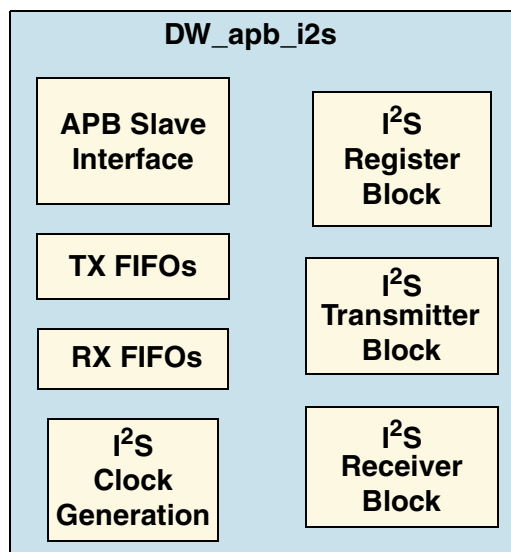 DW_apb_i2s
APB Slave
Interface
TX FIFOs
RX FIFOs
I²S
Clock
Generation
I²S
Register
Block
I²S
Transmitter
Block
I²S
Receiver
Block